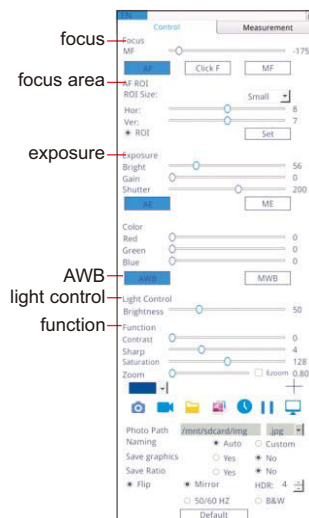 EN
Control Measurement
focus Focus
MF -175
AF Click F MF
focus area AF ROI
ROI Size: Small
Hor: 8
Ver: 7
ROI Set
exposure Exposure
Bright 56
Gain 0
Shutter 200
AE ME
Color
Red 0
Green 0
Blue 0
AWB AWB MWB
light control Light Control
Brightness 50
function Function
Contrast 0
Sharp 4
Saturation 128
Zoom Ezoom 0.80
Photo Path /mnt/sdcard/img .jpg
Naming Auto Custom
Save graphics Yes No
Save Ratio Yes No
Flip Mirror HDR: 4
50/60 HZ B&W
Default